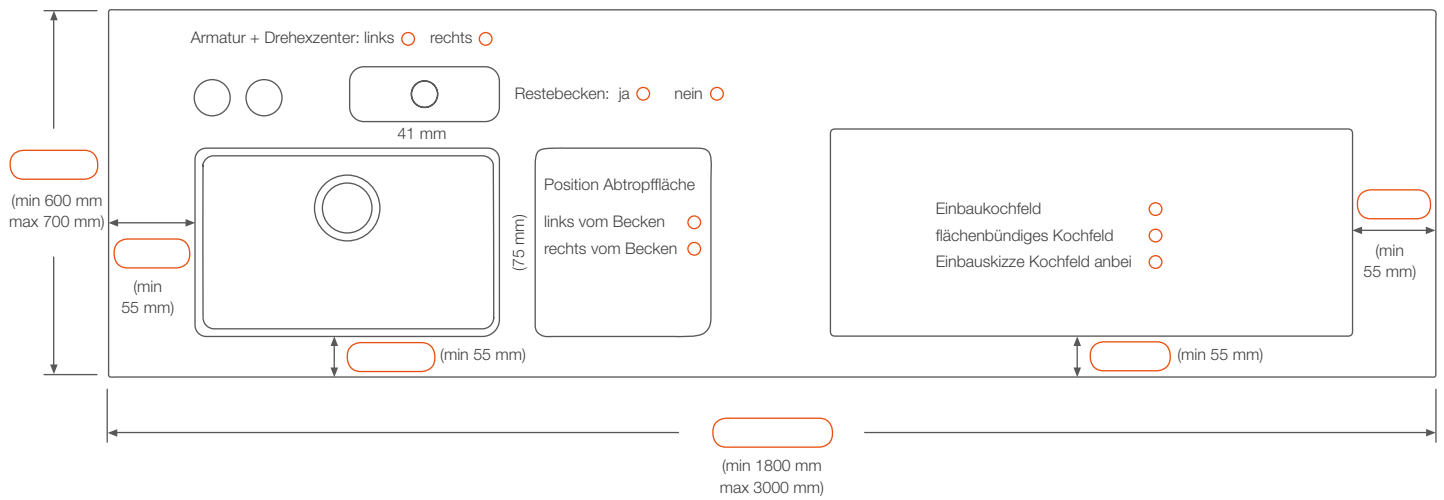 Armatur + Drehexzenter: links rechts
Restebecken: ja nein
41 mm
(min 600 mm
max 700 mm)
(min
55 mm)
(75 mm)
Position Abtropffläche
links vom Becken
rechts vom Becken
Einbaukochfeld
flächenbündiges Kochfeld
Einbauskizze Kochfeld anbei
(min
55 mm)
(min 55 mm)
(min 55 mm)
(min 1800 mm
max 3000 mm)